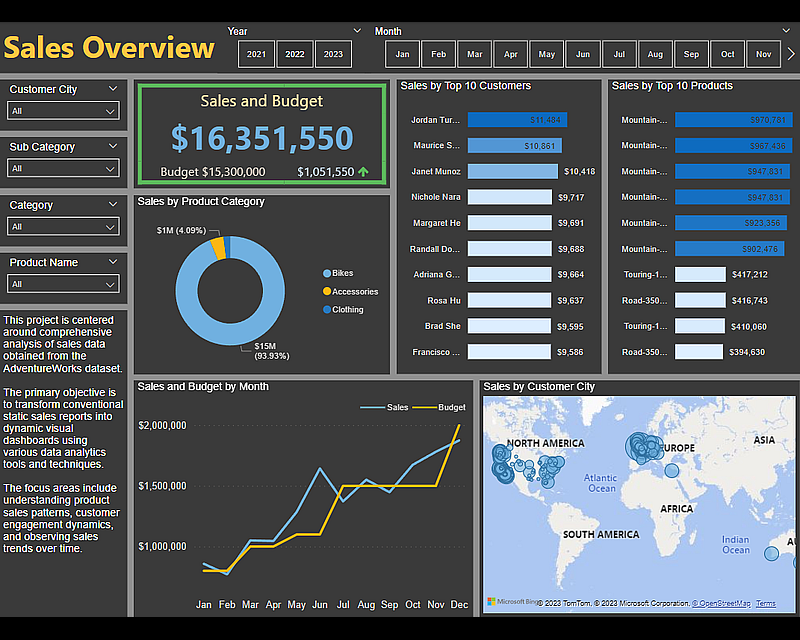 Sales Overview
Year
2021
2022
2023
Month
Jan
Feb
Mar
Apr
May
Jun
Jul
Aug
Sep
Oct
Nov
Customer City
All
Sub Category
All
Category
All
Product Name
All
This project is centered
around comprehensive
analysis of sales data
obtained from the
AdventureWorks dataset.
The primary objective is
to transform conventional
static sales reports into
dynamic visual
dashboards using
various data analytics
tools and techniques.
The focus areas include
understanding product
sales patterns, customer
engagement dynamics,
and observing sales
trends over time.
Sales and Budget
$16,351,550
Budget $15,300,000
$1,051,550
Sales by Product Category
$1M (4.09%)
$15M
(93.93%)
Bikes
Accessories
Clothing
Sales by Top 10 Customers
Jordan Tur... $11,484
Maurice S... $10,861
Janet Munoz $10,418
Nichole Nara $9,717
Margaret He $9,691
Randall Do... $9,688
Adriana G... $9,664
Rosa Hu $9,637
Brad She $9,595
Francisco ... $9,586
Sales by Top 10 Products
Mountain-... $970,781
Mountain-... $967,436
Mountain-... $947,831
Mountain-... $947,831
Mountain-... $923,356
Mountain-... $902,476
Touring-1... $417,212
Road-350... $416,743
Touring-1... $410,060
Road-350... $394,630
Sales and Budget by Month
Sales
Budget
$2,000,000
$1,500,000
$1,000,000
Jan Feb Mar Apr May Jun Jul Aug Sep Oct Nov Dec
Sales by Customer City
NORTH AMERICA
EUROPE
ASIA
Atlantic
Ocean
AFRICA
SOUTH AMERICA
Indian
Ocean
AU
Microsoft Bing
© 2023 TomTom, © 2023 Microsoft Corporation, © OpenStreetMap Terms